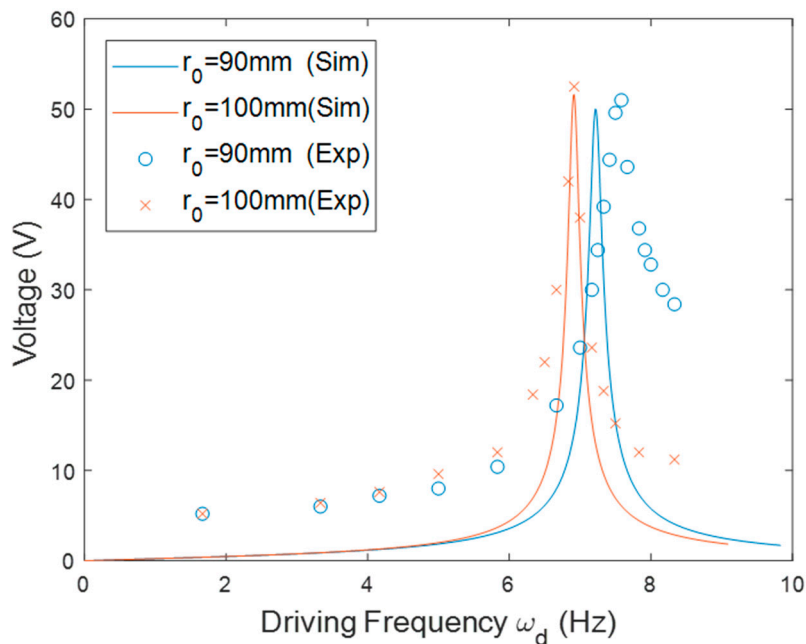 60
50
40
30
20
10
0
Voltage (V)
r₀=90mm (Sim)
r₀=100mm(Sim)
r₀=90mm (Exp)
r₀=100mm(Exp)
0 2 4 6 8 10
Driving Frequency ω_d (Hz)